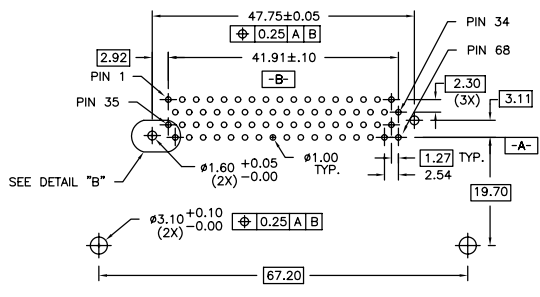 47.75±0.05
⌖ 0.25 A B
2.92
41.91±.10
PIN 34
PIN 68
PIN 1
-B-
2.30
(3X)
3.11
PIN 35
ø1.60 +0.05
(2X) -0.00
ø1.00
TYP.
1.27 TYP.
-A-
2.54
SEE DETAIL "B"
19.70
ø3.10 +0.10
(2X) -0.00
⌖ 0.25 A B
67.20